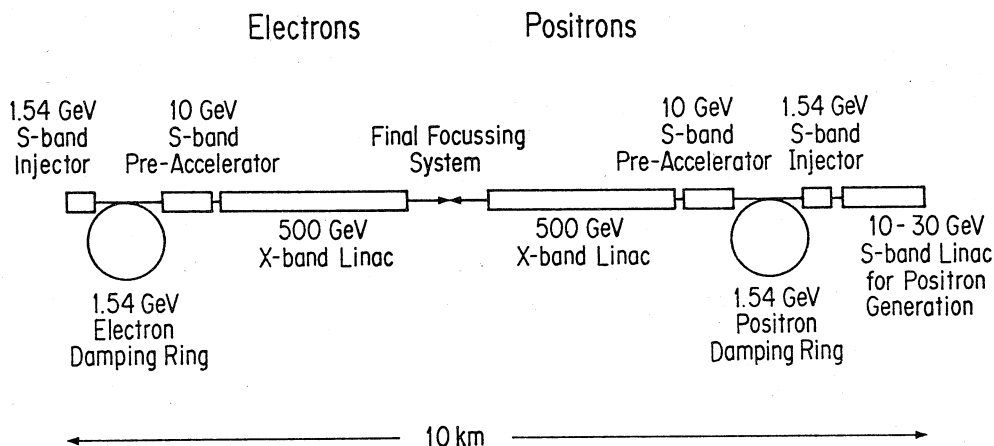 Electrons
Positrons
1.54 GeV
S-band
Injector
10 GeV
S-band
Pre-Accelerator
Final Focussing
System
10 GeV
S-band
Pre-Accelerator
1.54 GeV
S-band
Injector
500 GeV
X-band Linac
500 GeV
X-band Linac
10-30 GeV
S-band Linac
for Positron
Generation
1.54 GeV
Electron
Damping Ring
1.54 GeV
Positron
Damping Ring
10 km